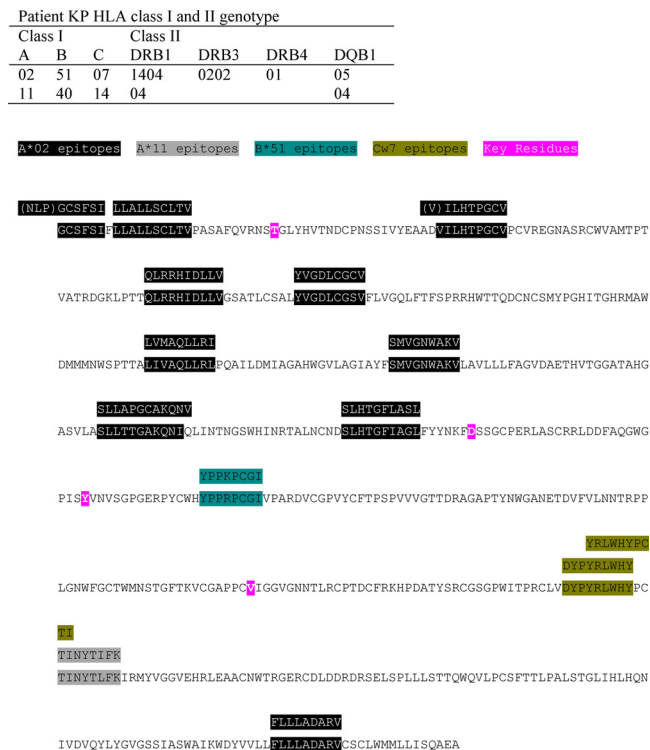 Patient KP HLA class I and II genotype
Class I Class II
A B C DRB1 DRB3 DRB4 DQB1
02 51 07 1404 0202 01 05
11 40 14 04 04
A*02 epitopes A*11 epitopes B*51 epitopes Cw7 epitopes Key Residues
(NLP)GCSFSI LLALLSCLTV (V)ILHTPGCV
GCSFSIFLLALLSCLTVPASAFQVRNSTGLYHVTNDCPNSSIVYEAADVILHTPGCVPCVREGNASRCWVAMTPT
QLRRHIDLLV YVGDLCGCV
VATRDGKLPTTQLRRHIDLLVGSATLCSALYVGDLCGSVFLVGQLFTFSPRRHWTTQDCNCSMYPGHITGHRMAW
LVMAQLLRI SMVGNWAKV
DMMMNWSPTTALIVAQLLRLPQAILDMIAGAHWGVLAGIAYFSMVGNWAKVLAVLLLFAGVDAETHVTGGATAHG
SLLAPGCAKQNV SLHTGFLASL
ASVLASLLTTGAKQNIQLINTNGSWHINRTALNCNDSLHTGFIAGLFYYNKFDSSGCPERLASCRRLDDFAQGWG
YPPKPCGI
PISYVNVSGPGERPYCWHYPPRPCGIVPARDVCGPVYCFTPSPVVVGTTDRAGAPTYNWGANETDVFVLNNTRPP
YRLWHYPC
DYPYRLWHY
LGNWFGCTWMNSTGFTKVCGAPPCVIGGVGNNTLRCPTDCFRKHPDATYSRCGSGPWITPRCLVDYPYRLWHYPC
TI
TINYTIFK
TINYTLFKIRMYVGGVEHRLEAACNWTRGERCDLDDRDRSELSPLLLSTTQWQVLPCSFTTLPALSTGLIHLHQN
FLLLADARV
IVDVQYLYGVGSSIASWAIKWDYVVLLFLLLADARVCSCLWMMLLISQAEA